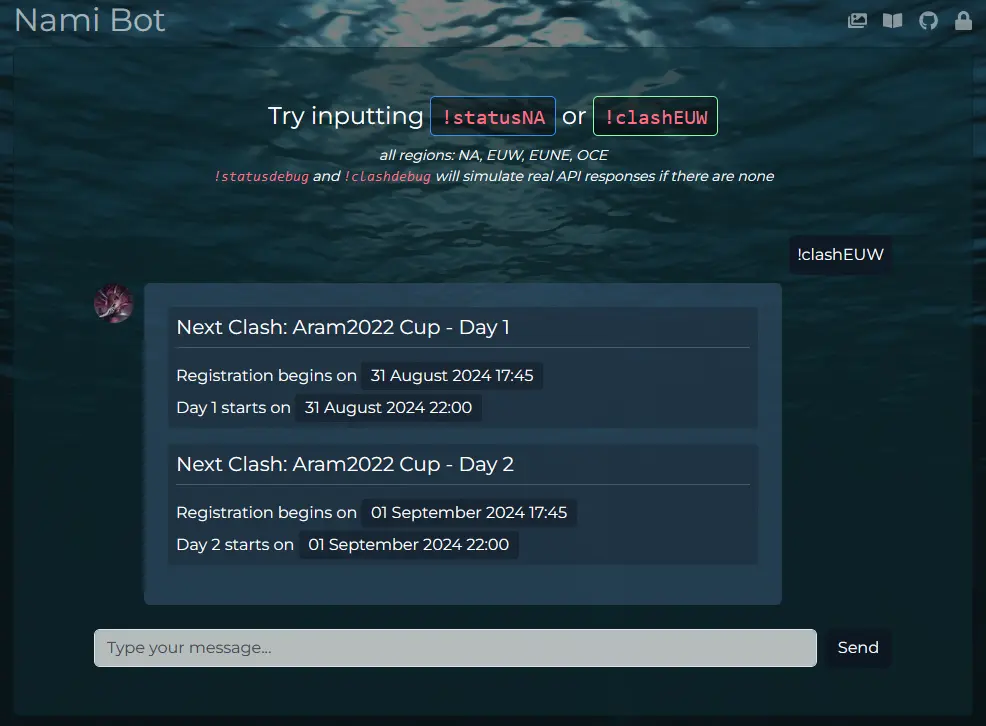 Nami Bot
Try inputting !statusNA or !clashEUW
all regions: NA, EUW, EUNE, OCE
!statusdebug and !clashdebug will simulate real API responses if there are none
!clashEUW
Next Clash: Aram2022 Cup - Day 1
Registration begins on 31 August 2024 17:45
Day 1 starts on 31 August 2024 22:00
Next Clash: Aram2022 Cup - Day 2
Registration begins on 01 September 2024 17:45
Day 2 starts on 01 September 2024 22:00
Type your message... Send